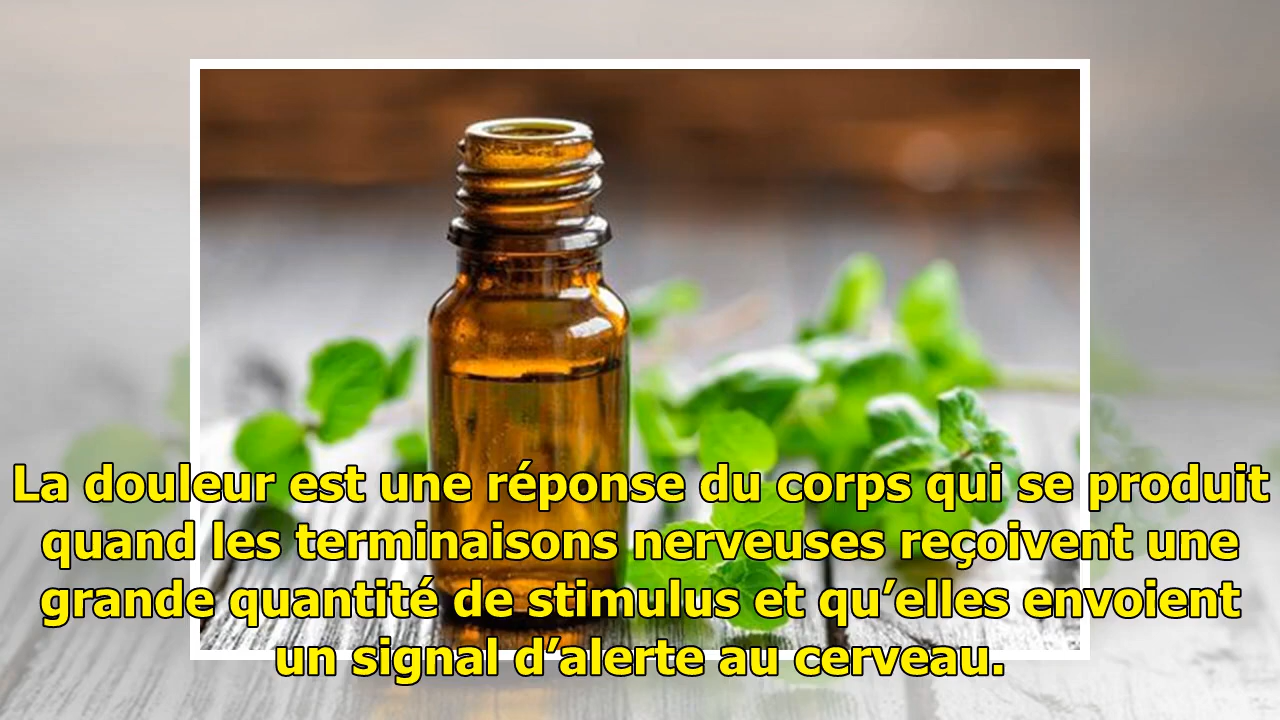 La douleur est une réponse du corps qui se produit
quand les terminaisons nerveuses reçoivent une
grande quantité de stimulus et qu’elles envoient
un signal d’alerte au cerveau.